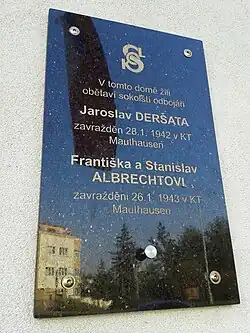 V tomto domě žili
obětaví sokolští odbojáři
Jaroslav DERŠATA
zavražděn 28.1. 1942 v KT
Mauthausen
Františka a Stanislav
ALBRECHTOVI
zavražděni 26.1. 1943 v KT
Mauthausen